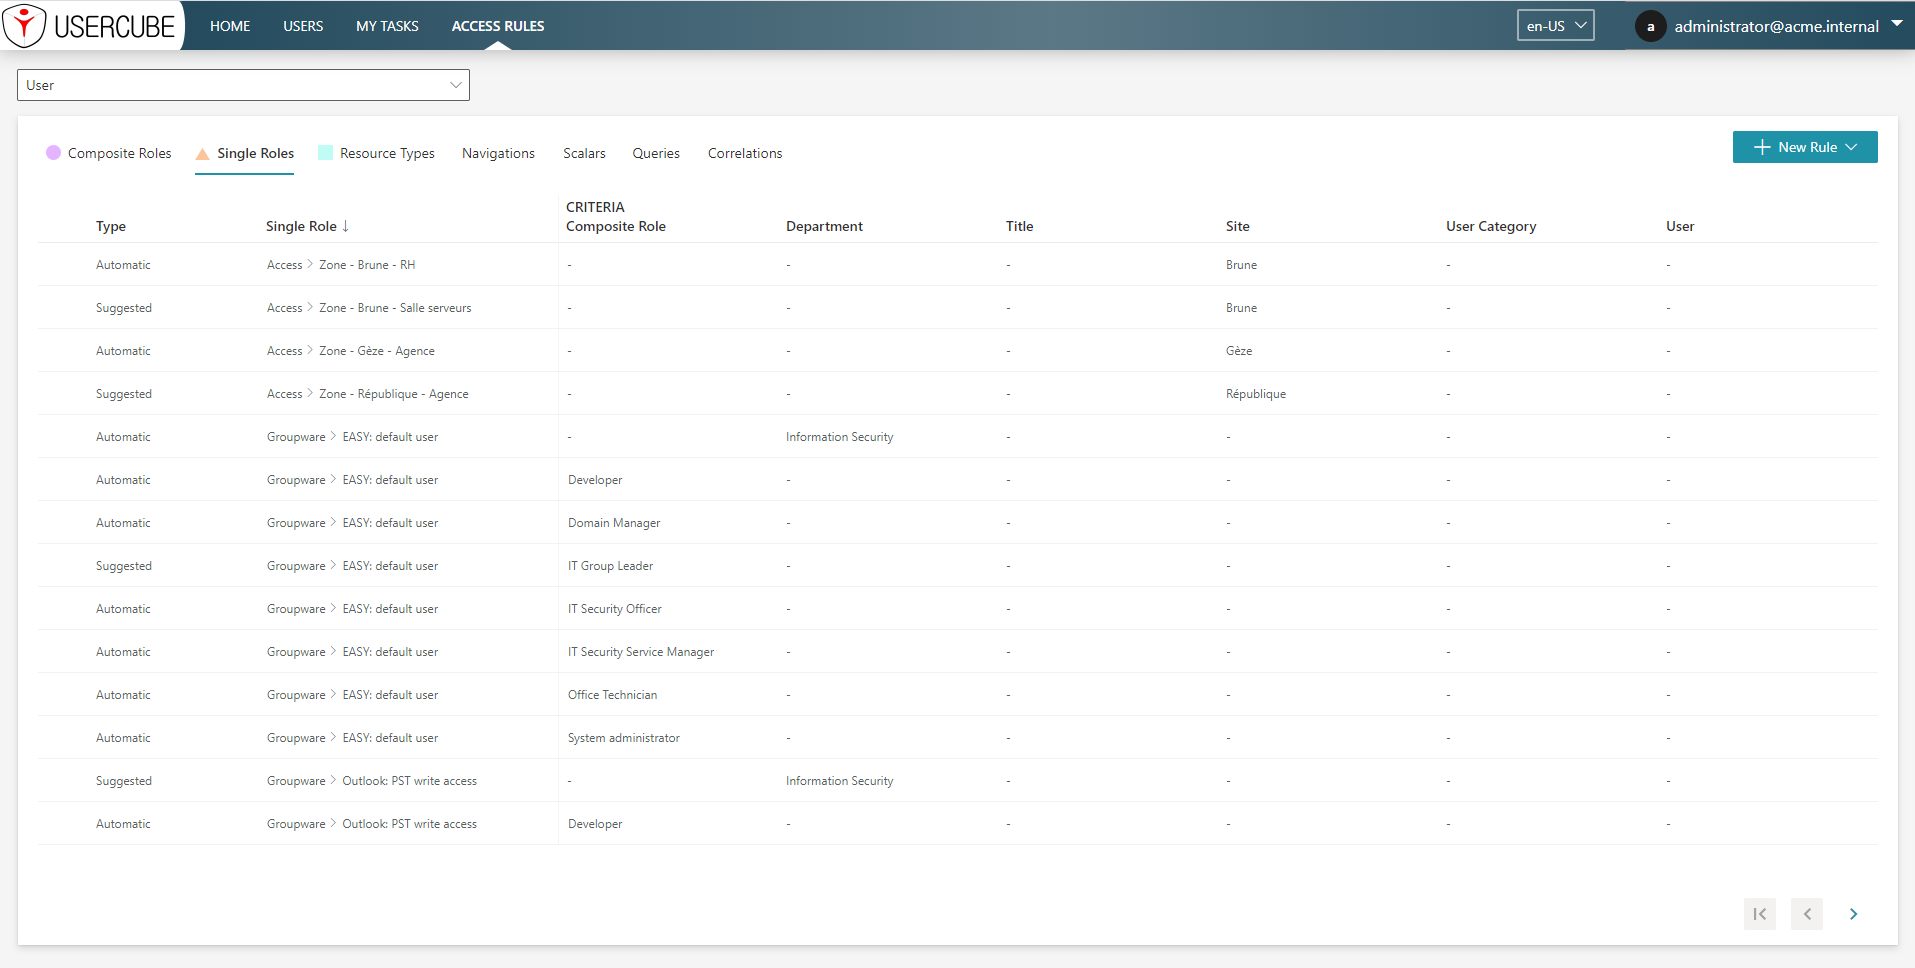 USERCUBE HOME USERS MY TASKS ACCESS RULES en-US a administrator@acme.internal
User
Composite Roles Single Roles Resource Types Navigations Scalars Queries Correlations New Rule
CRITERIA
Type Single Role ↓ Composite Role Department Title Site User Category User
Automatic Access > Zone - Brune - RH - - - Brune - -
Suggested Access > Zone - Brune - Salle serveurs - - - Brune - -
Automatic Access > Zone - Gèze - Agence - - - Gèze - -
Suggested Access > Zone - République - Agence - - - République - -
Automatic Groupware > EASY: default user - Information Security - - - -
Automatic Groupware > EASY: default user Developer - - - - -
Automatic Groupware > EASY: default user Domain Manager - - - - -
Suggested Groupware > EASY: default user IT Group Leader - - - - -
Automatic Groupware > EASY: default user IT Security Officer - - - - -
Automatic Groupware > EASY: default user IT Security Service Manager - - - - -
Automatic Groupware > EASY: default user Office Technician - - - - -
Automatic Groupware > EASY: default user System administrator - - - - -
Suggested Groupware > Outlook: PST write access - Information Security - - - -
Automatic Groupware > Outlook: PST write access Developer - - - - -